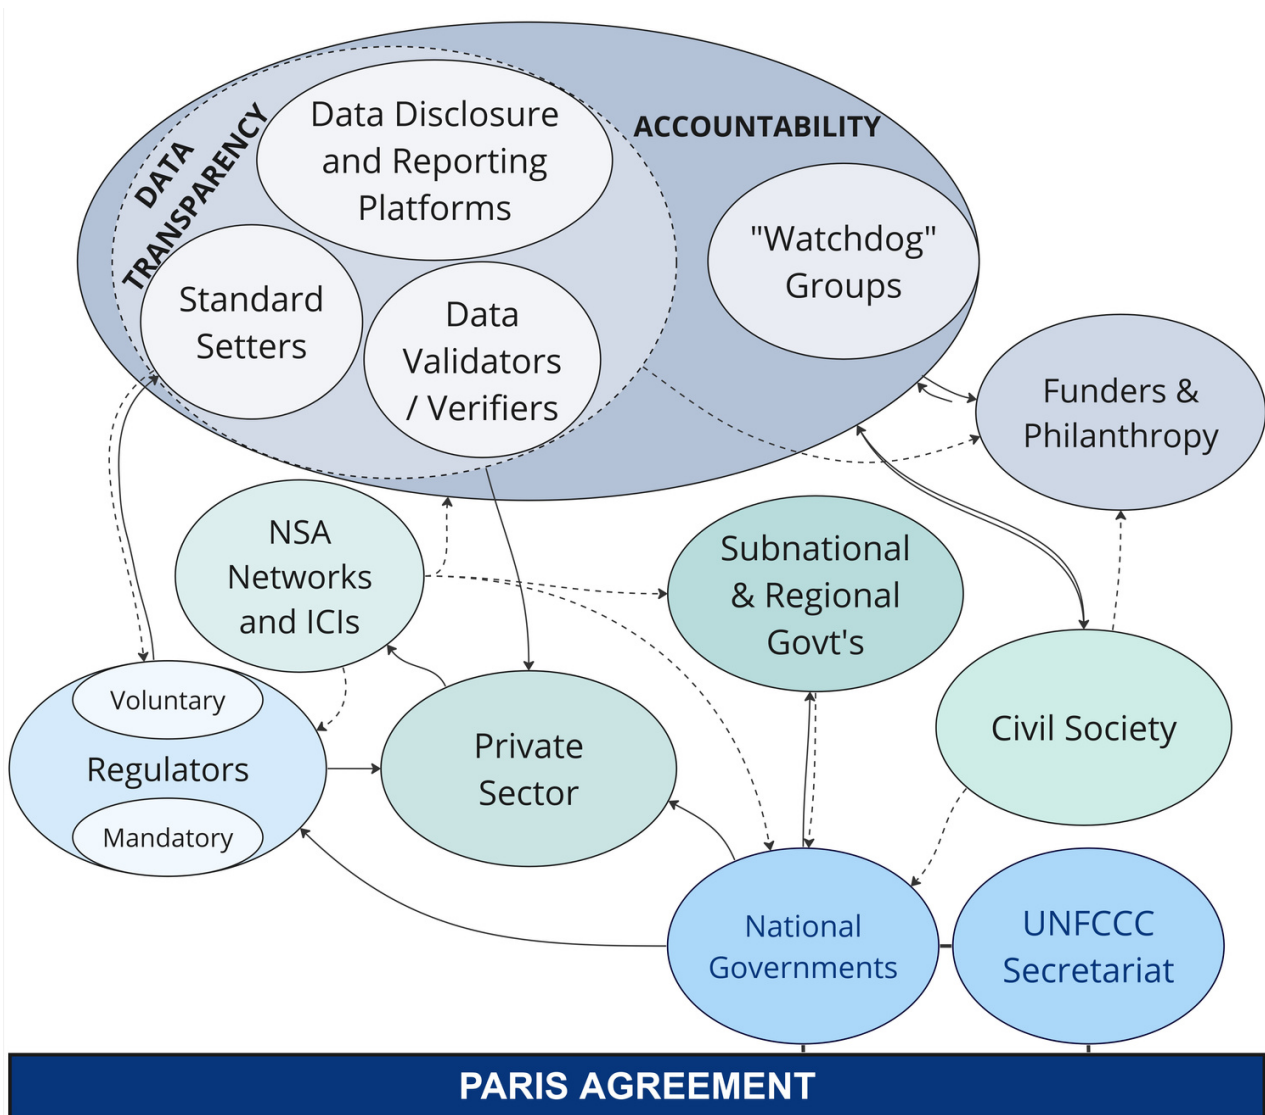 DATA
TRANSPARENCY
Data Disclosure
and Reporting
Platforms
ACCOUNTABILITY
"Watchdog"
Groups
Standard
Setters
Data
Validators
/ Verifiers
Funders &
Philanthropy
NSA
Networks
and ICIs
Subnational
& Regional
Govt's
Voluntary
Regulators
Mandatory
Private
Sector
Civil Society
National
Governments
UNFCCC
Secretariat
PARIS AGREEMENT